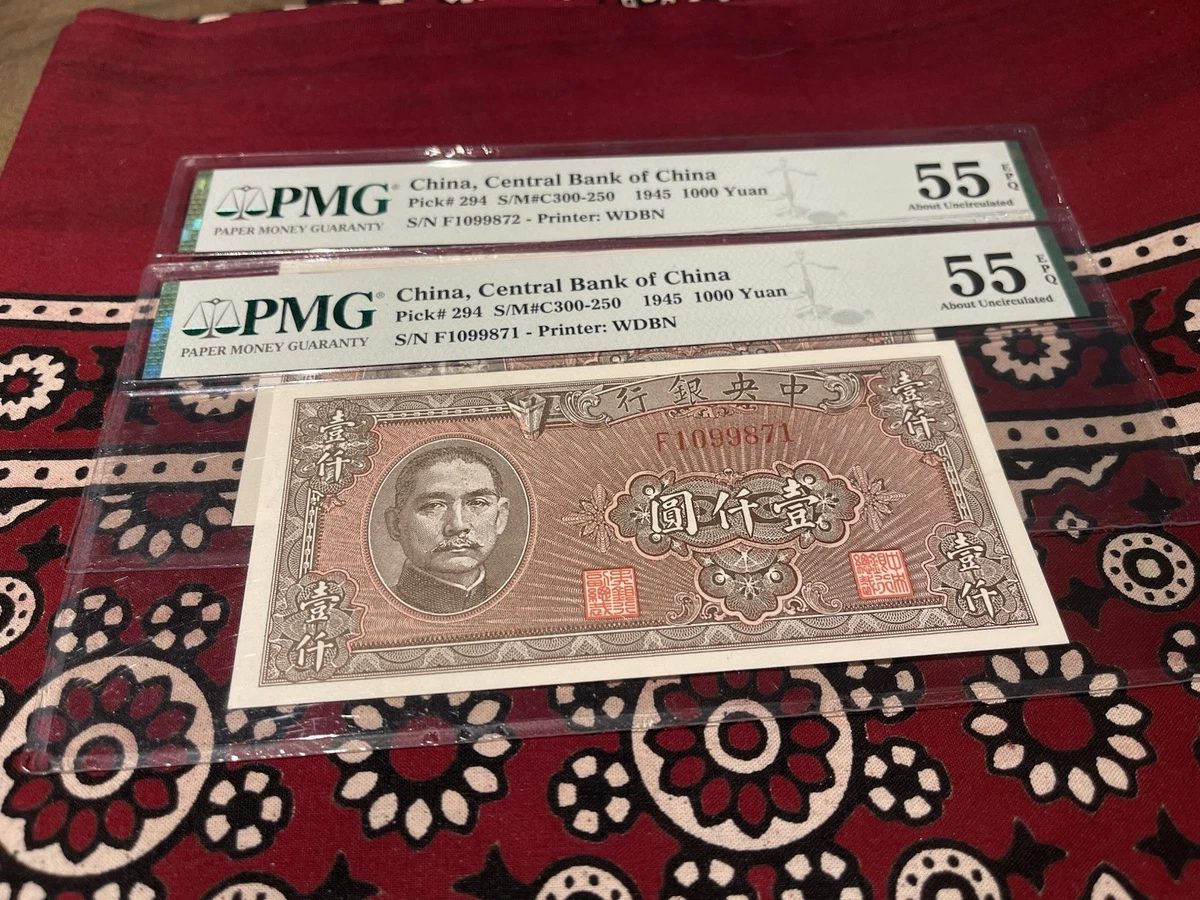 PMG®
PAPER MONEY GUARANTY
China, Central Bank of China
Pick# 294 S/M#C300-250 1945 1000 Yuan
S/N F1099872 - Printer: WDBN
55 EPQ
About Uncirculated
PMG®
PAPER MONEY GUARANTY
China, Central Bank of China
Pick# 294 S/M#C300-250 1945 1000 Yuan
S/N F1099871 - Printer: WDBN
55 EPQ
About Uncirculated
行銀央中
壹仟
壹仟
F1099871
圓仟壹
壹仟
壹仟